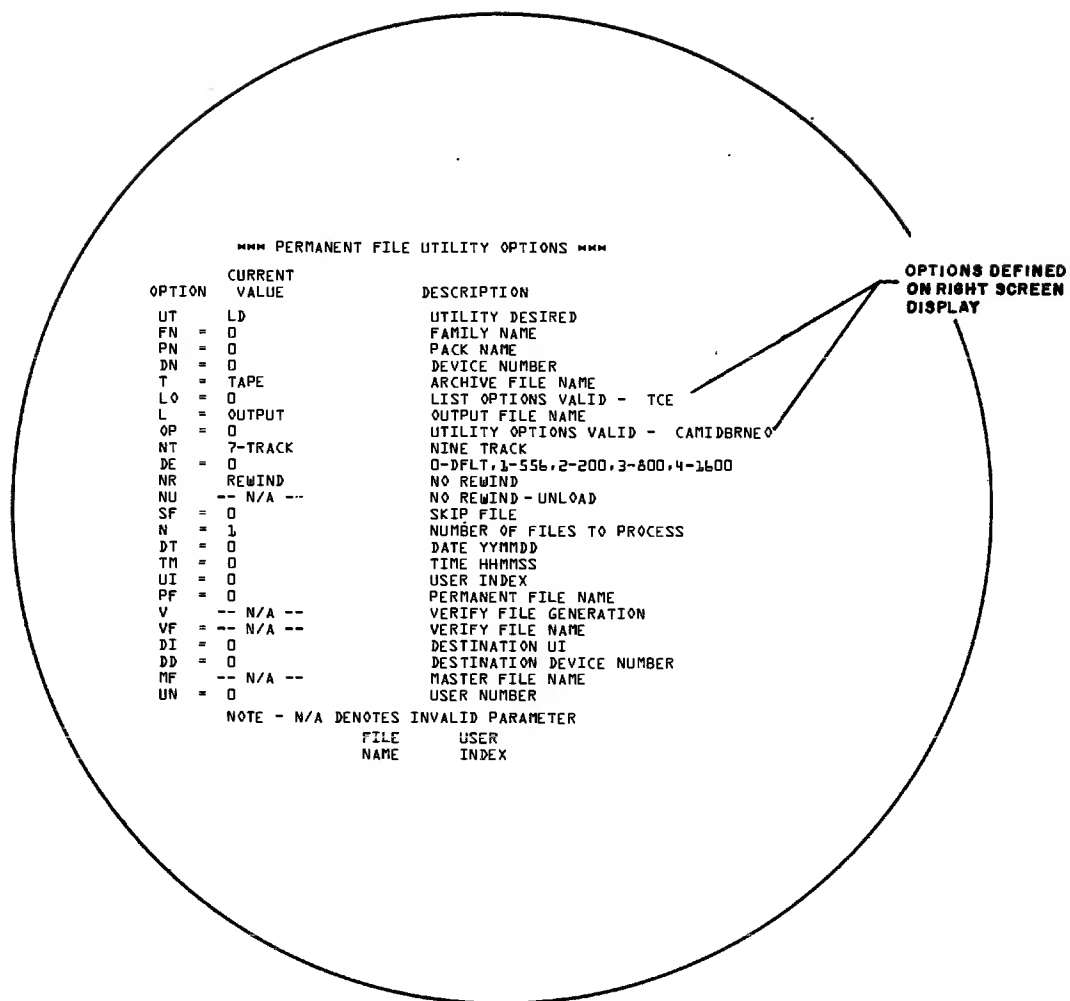 *** PERMANENT FILE UTILITY OPTIONS ***
CURRENT
OPTION VALUE DESCRIPTION
UT LD UTILITY DESIRED
FN = 0 FAMILY NAME
PN = 0 PACK NAME
DN = 0 DEVICE NUMBER
T = TAPE ARCHIVE FILE NAME
LO = 0 LIST OPTIONS VALID - TCE
L = OUTPUT OUTPUT FILE NAME
OP = 0 UTILITY OPTIONS VALID - CAMIDBRNEO
NT 7-TRACK NINE TRACK
DE = 0 0-DFLT,1-556,2-200,3-800,4-1600
NR REWIND NO REWIND
NU -- N/A -- NO REWIND-UNLOAD
SF = 0 SKIP FILE
N = 1 NUMBER OF FILES TO PROCESS
DT = 0 DATE YYMMDD
TM = 0 TIME HHMMSS
UI = 0 USER INDEX
PF = 0 PERMANENT FILE NAME
V -- N/A -- VERIFY FILE GENERATION
VF = -- N/A -- VERIFY FILE NAME
DI = 0 DESTINATION UI
DD = 0 DESTINATION DEVICE NUMBER
MF -- N/A -- MASTER FILE NAME
UN = 0 USER NUMBER
NOTE - N/A DENOTES INVALID PARAMETER
FILE USER
NAME INDEX
OPTIONS DEFINED
ON RIGHT SCREEN
DISPLAY